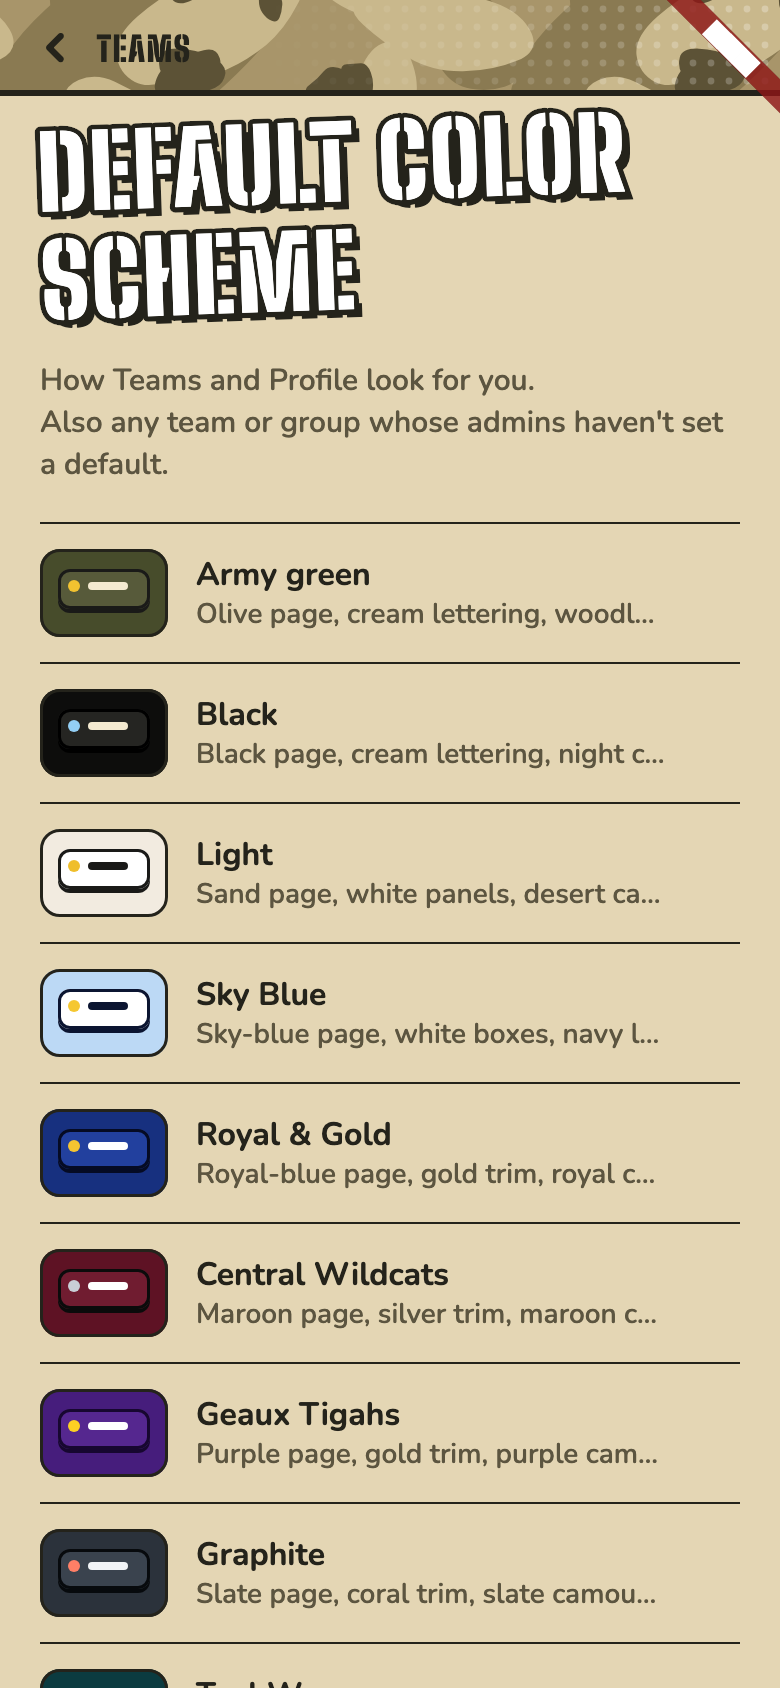 TEAMS
DEFAULT COLOR
SCHEME
How Teams and Profile look for you.
Also any team or group whose admins haven't set
a default.
Army green
Olive page, cream lettering, woodl...
Black
Black page, cream lettering, night c...
Light
Sand page, white panels, desert ca...
Sky Blue
Sky-blue page, white boxes, navy l...
Royal & Gold
Royal-blue page, gold trim, royal c...
Central Wildcats
Maroon page, silver trim, maroon c...
Geaux Tigahs
Purple page, gold trim, purple cam...
Graphite
Slate page, coral trim, slate camou...